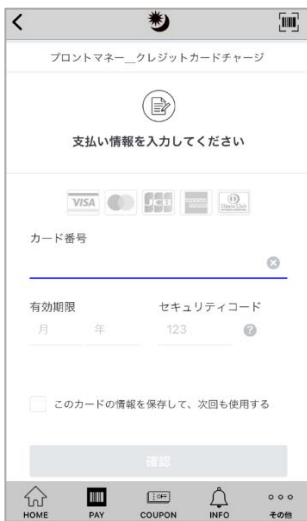 プロントマネー__クレジットカードチャージ
支払い情報を入力してください
VISA JCB
カード番号
有効期限 セキュリティコード
月 年 123 ?
このカードの情報を保存して、次回も使用する
確認
OFF
HOME PAY COUPON INFO その他